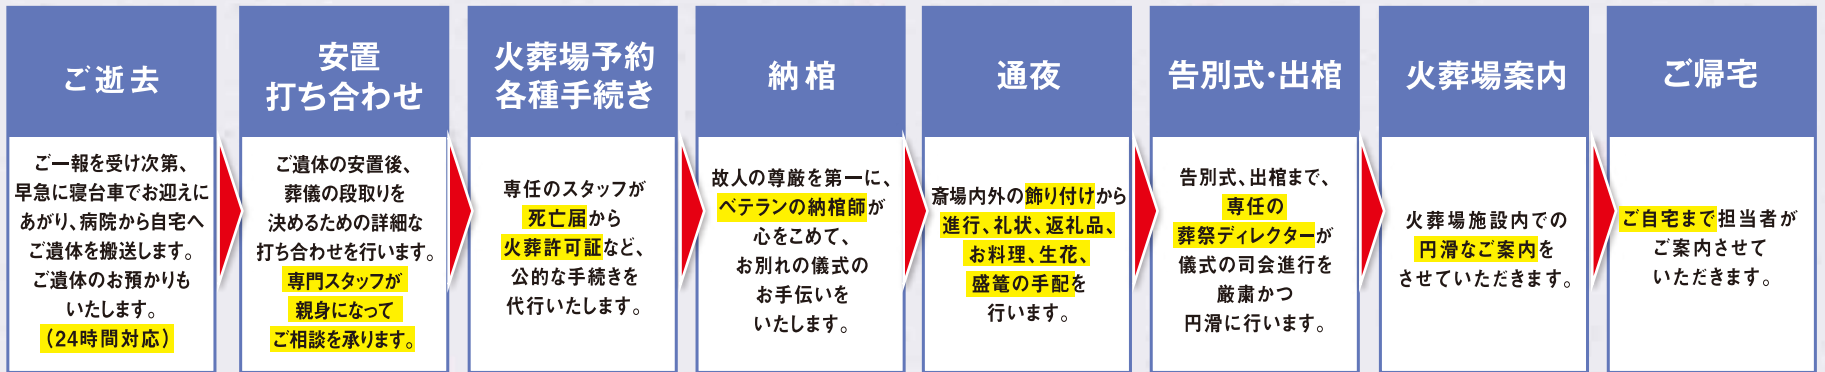 ご逝去
ご一報を受け次第、
早急に寝台車でお迎えに
あがり、病院から自宅へ
ご遺体を搬送します。
ご遺体のお預かりも
いたします。
(24時間対応)
安置
打ち合わせ
ご遺体の安置後、
葬儀の段取りを
決めるための詳細な
打ち合わせを行います。
専門スタッフが
親身になって
ご相談を承ります。
火葬場予約
各種手続き
専任のスタッフが
死亡届から
火葬許可証など、
公的な手続きを
代行いたします。
納棺
故人の尊厳を第一に、
ベテランの納棺師が
心をこめて、
お別れの儀式の
お手伝いを
いたします。
通夜
斎場内外の飾り付けから
進行、礼状、返礼品、
お料理、生花、
盛篭の手配を
行います。
告別式・出棺
告別式、出棺まで、
専任の
葬祭ディレクターが
儀式の司会進行を
厳粛かつ
円滑に行います。
火葬場案内
火葬場施設内での
円滑なご案内を
させていただきます。
ご帰宅
ご自宅まで担当者が
ご案内させて
いただきます。